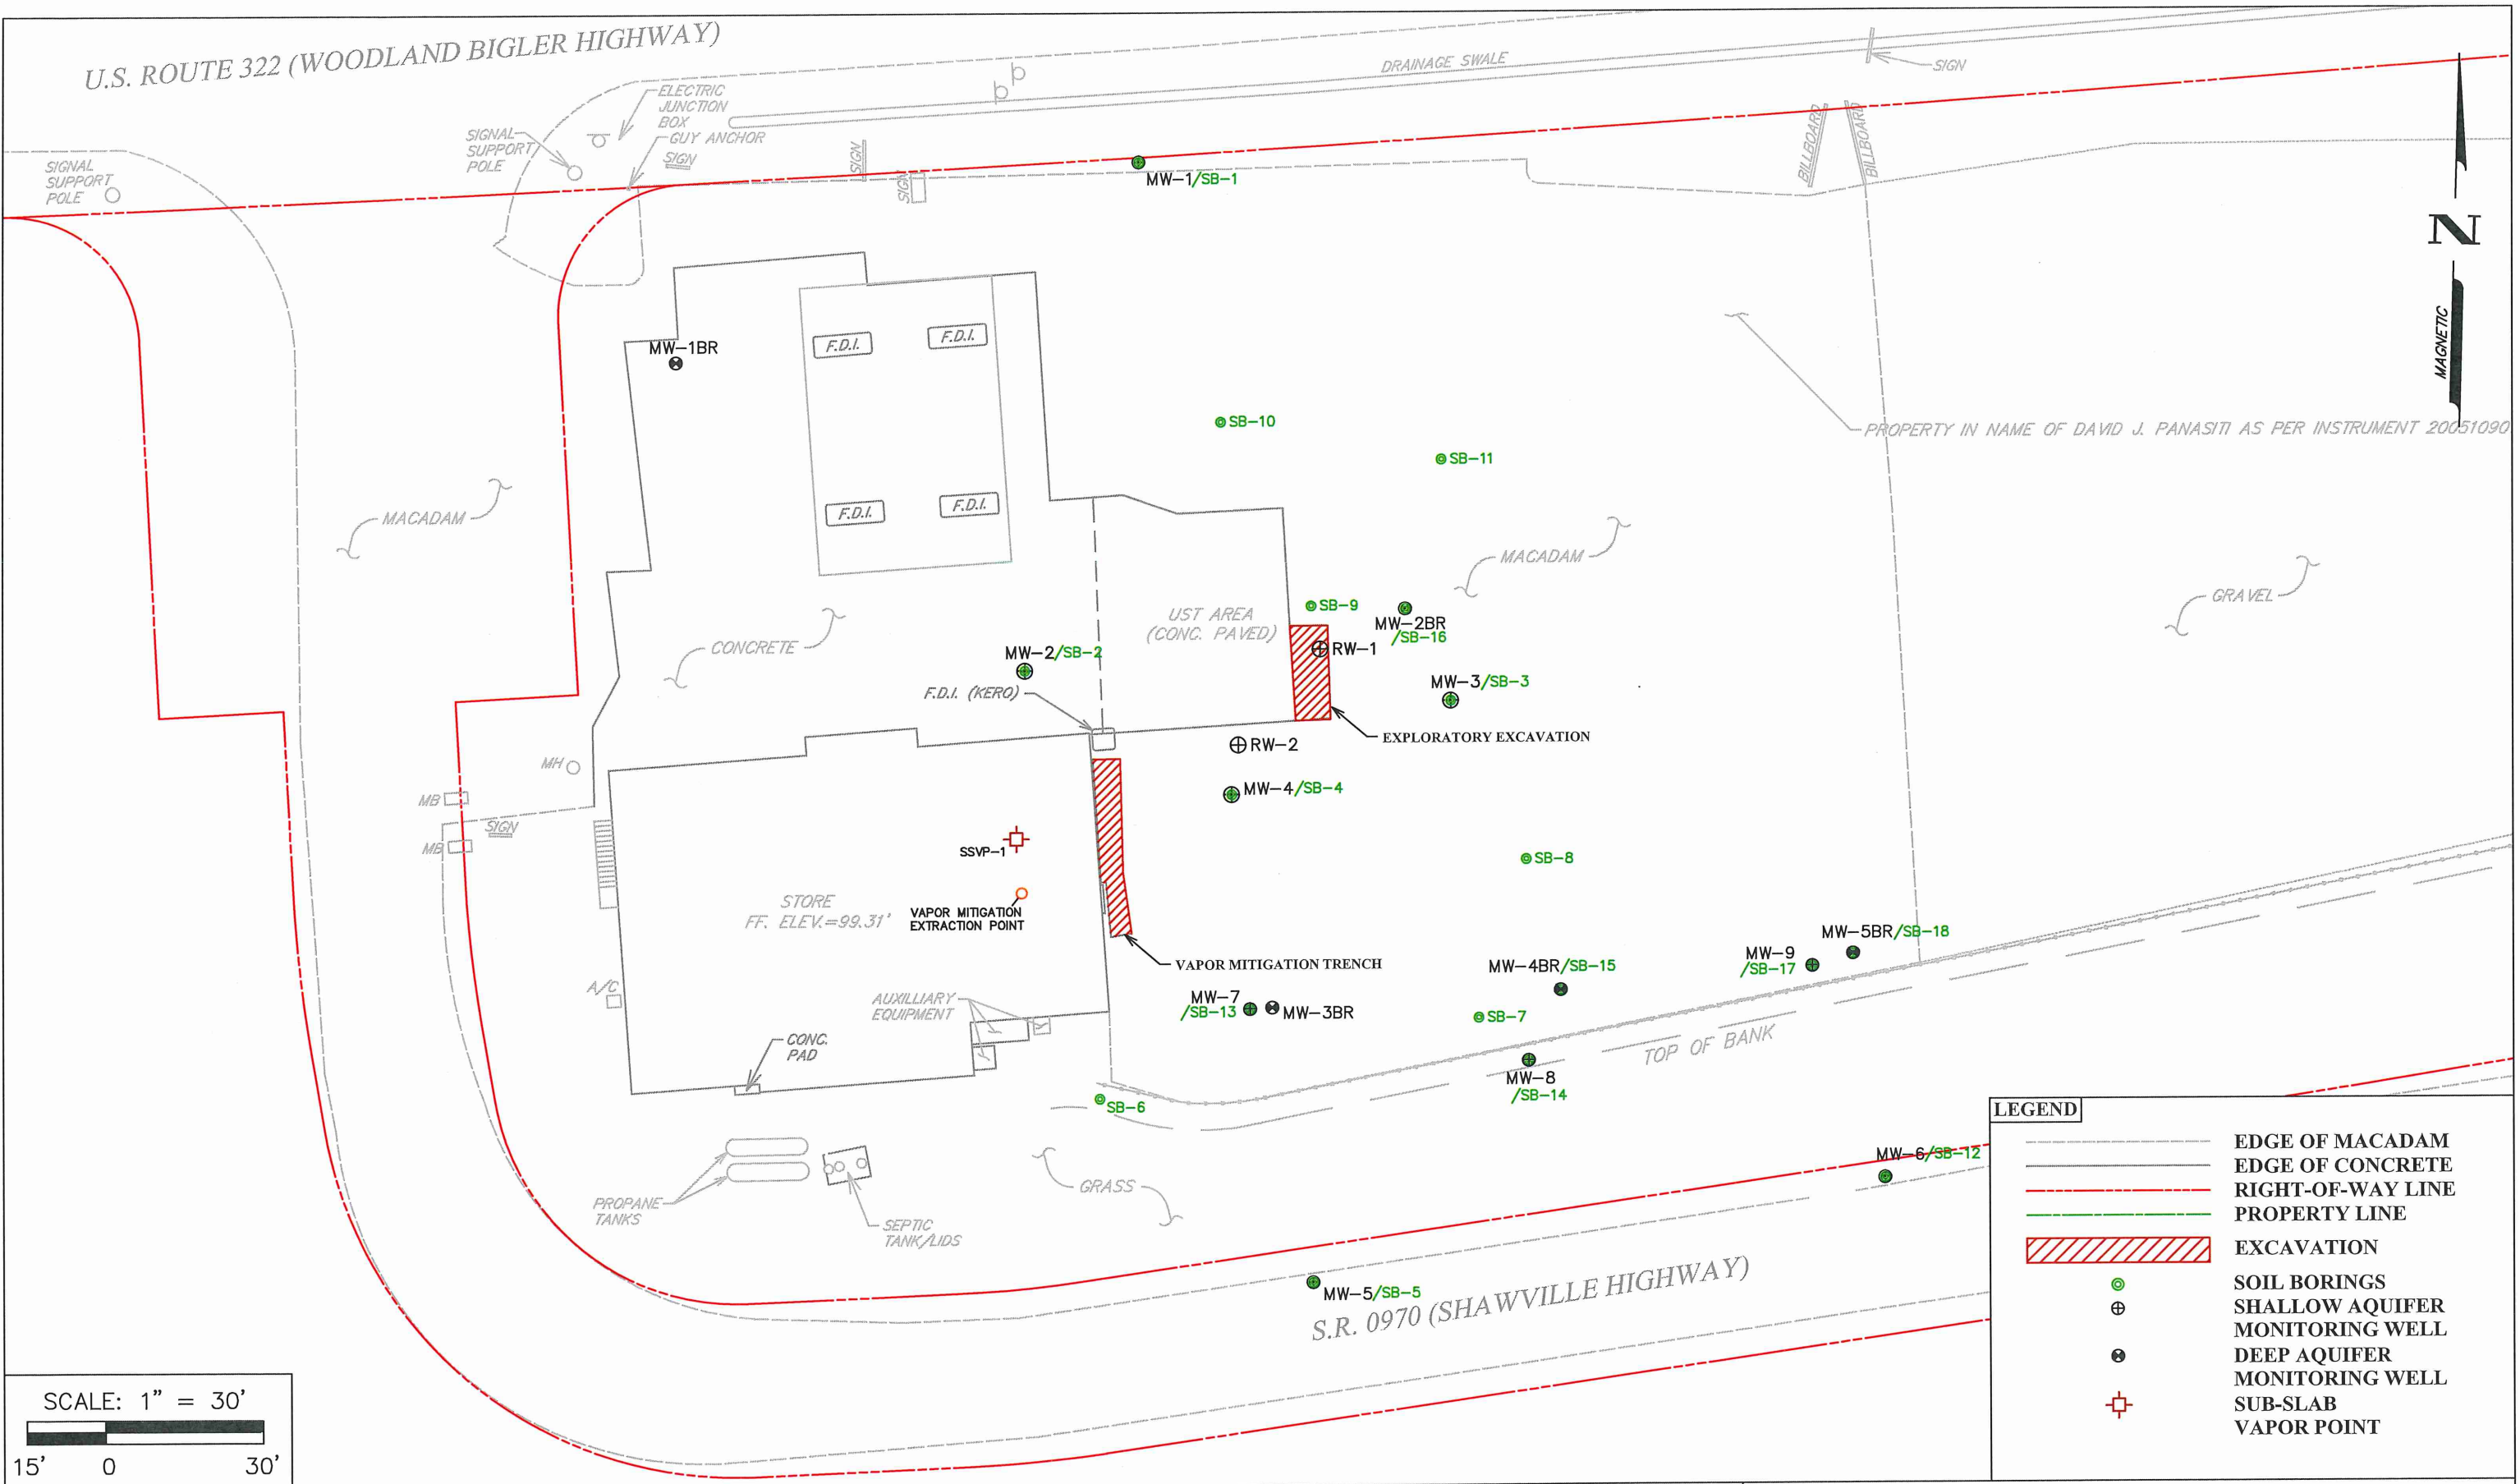 U.S. ROUTE 322 (WOODLAND BIGLER HIGHWAY)
DRAINAGE SWALE
SIGN
ELECTRIC
JUNCTION
BOX
GUY ANCHOR
SIGNAL
SUPPORT
POLE
SIGN
SIGN
SIGN
SIGNAL
SUPPORT
POLE
BILLBOARD
BILLBOARD
MW-1/SB-1
N
MAGNETIC
MW-1BR
F.D.I.
F.D.I.
F.D.I.
F.D.I.
SB-10
SB-11
PROPERTY IN NAME OF DAVID J. PANASITI AS PER INSTRUMENT 20051090
MACADAM
MACADAM
GRAVEL
CONCRETE
UST AREA
(CONC. PAVED)
SB-9
MW-2BR
/SB-16
RW-1
MW-2/SB-2
F.D.I. (KERO)
MW-3/SB-3
EXPLORATORY EXCAVATION
RW-2
MH
MB
SIGN
MB
MW-4/SB-4
SSVP-1
SB-8
STORE
FF. ELEV.=99.31'
VAPOR MITIGATION
EXTRACTION POINT
VAPOR MITIGATION TRENCH
MW-5BR/SB-18
MW-9
/SB-17
MW-4BR/SB-15
A/C
AUXILLIARY
EQUIPMENT
MW-7
/SB-13
MW-3BR
SB-7
CONC.
PAD
TOP OF BANK
MW-8
/SB-14
SB-6
MW-6/SB-12
PROPANE
TANKS
SEPTIC
TANK/LIDS
GRASS
MW-5/SB-5
S.R. 0970 (SHAWVILLE HIGHWAY)
SCALE: 1" = 30'
15' 0 30'
LEGEND
EDGE OF MACADAM
EDGE OF CONCRETE
RIGHT-OF-WAY LINE
PROPERTY LINE
EXCAVATION
SOIL BORINGS
SHALLOW AQUIFER
MONITORING WELL
DEEP AQUIFER
MONITORING WELL
SUB-SLAB
VAPOR POINT